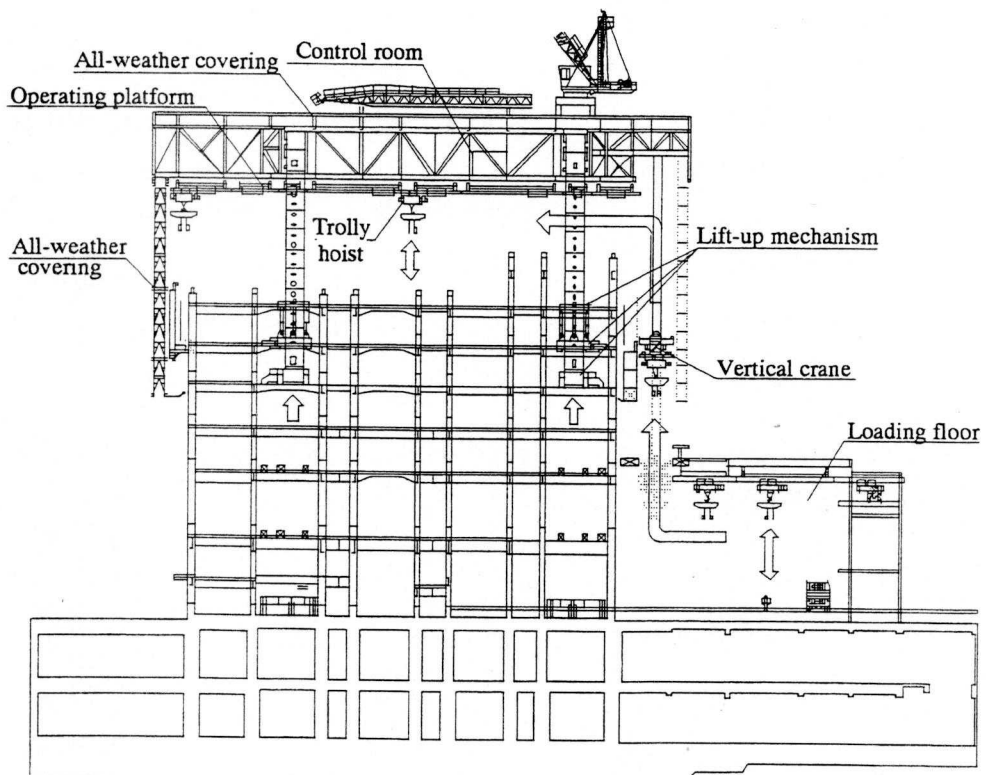 Control room
All-weather covering
Operating platform
Trolly
hoist
Lift-up mechanism
All-weather
covering
Vertical crane
Loading floor